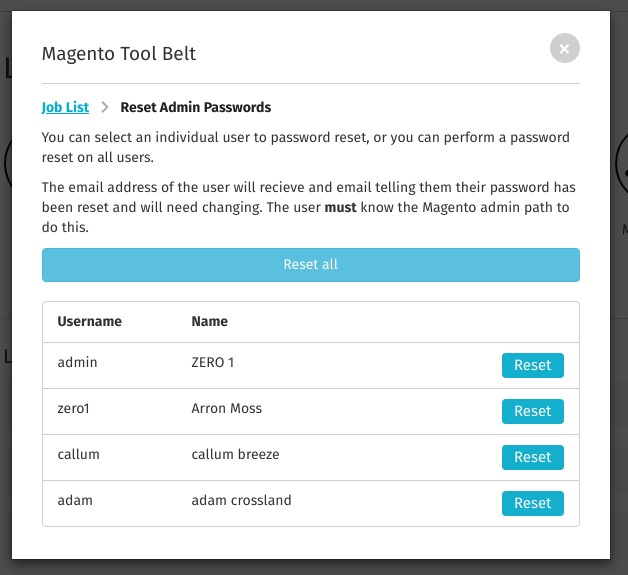 Magento Tool Belt
Job List > Reset Admin Passwords
You can select an individual user to password reset, or you can perform a password
reset on all users.
The email address of the user will recieve and email telling them their password has
been reset and will need changing. The user must know the Magento admin path to
do this.
Reset all
Username Name
admin ZERO 1 Reset
zero1 Arron Moss Reset
callum callum breeze Reset
adam adam crossland Reset